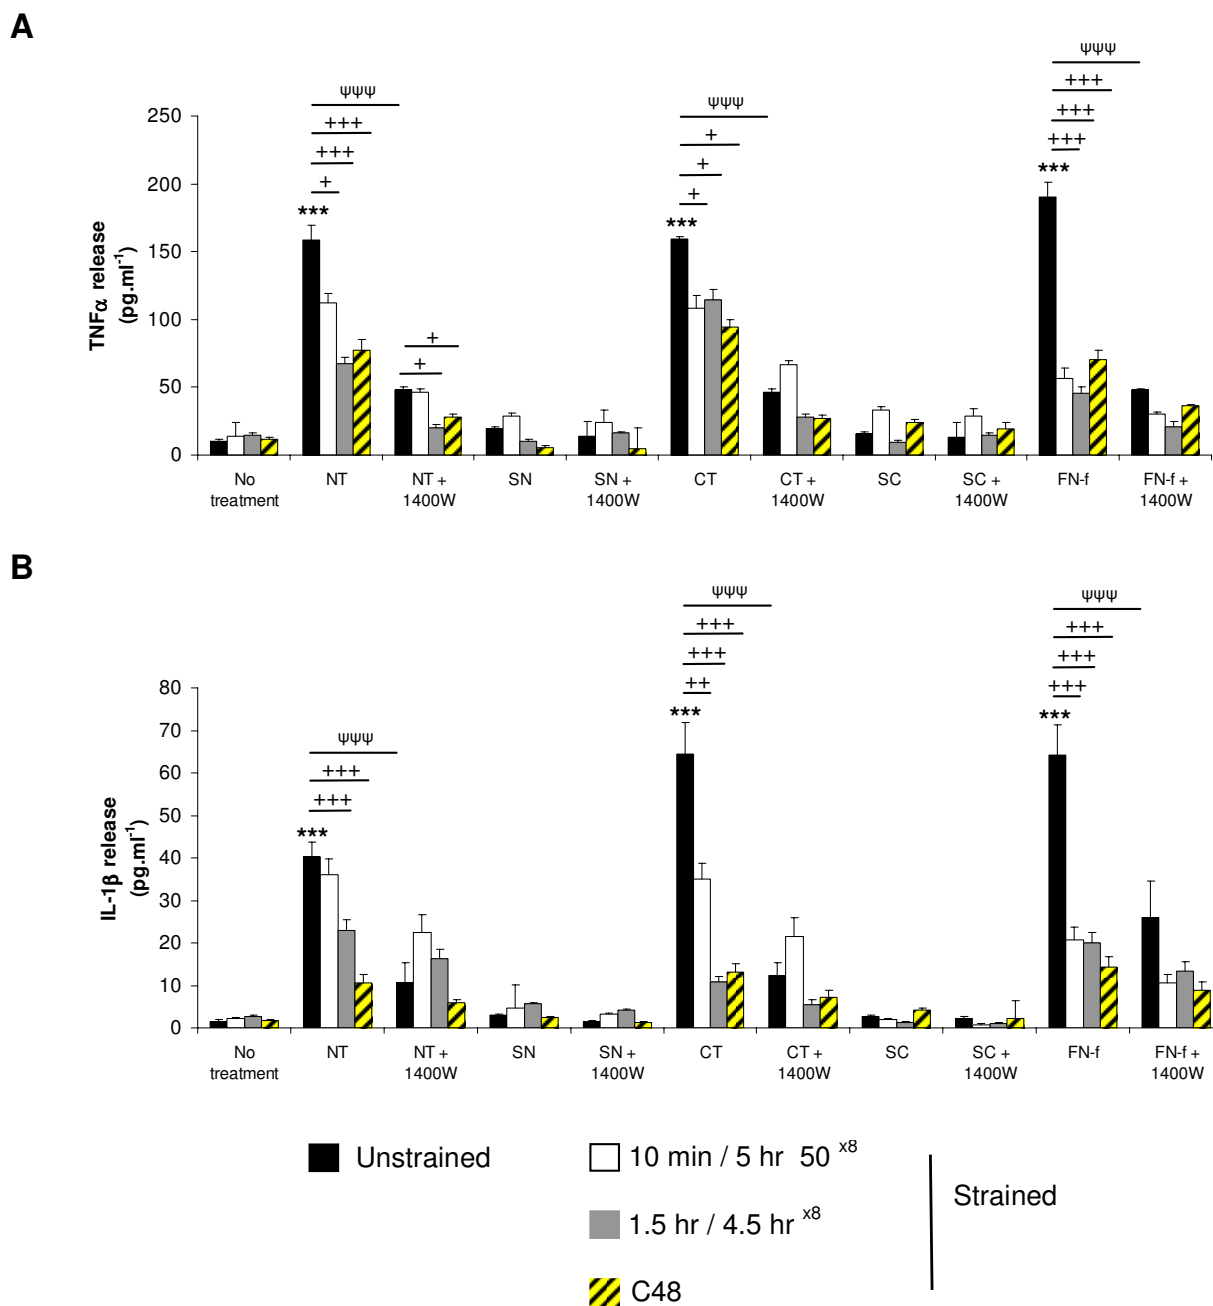 A
ψψψ
+++
+++
+++
***
ψψψ
+++
+++
+
***
ψψψ
+
+
+
***
+
+
TNFα release
(pg.ml-1)
250
200
150
100
50
0
No
treatment
NT
NT +
1400W
SN
SN +
1400W
CT
CT +
1400W
SC
SC +
1400W
FN-f
FN-f +
1400W
B
ψψψ
+++
+++
++
***
ψψψ
+++
+++
+++
***
ψψψ
+++
+++
***
IL-1β release
(pg.ml-1)
80
70
60
50
40
30
20
10
0
No
treatment
NT
NT +
1400W
SN
SN +
1400W
CT
CT +
1400W
SC
SC +
1400W
FN-f
FN-f +
1400W
Unstrained
10 min / 5 hr 50 x8
1.5 hr / 4.5 hr x8
C48
Strained